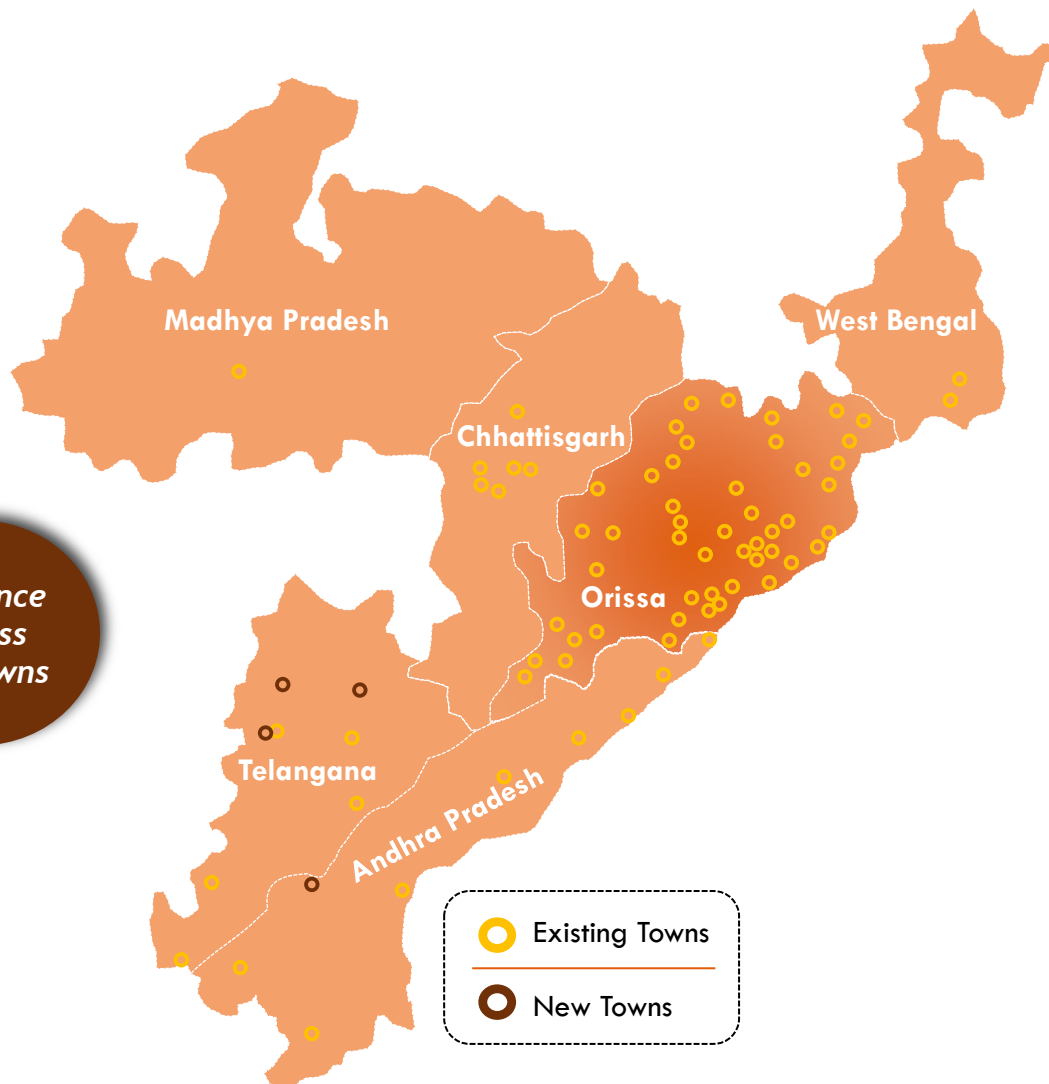 Madhya Pradesh
West Bengal
Chhattisgarh
Orissa
Telangana
Andhra Pradesh
Existing Towns
New Towns